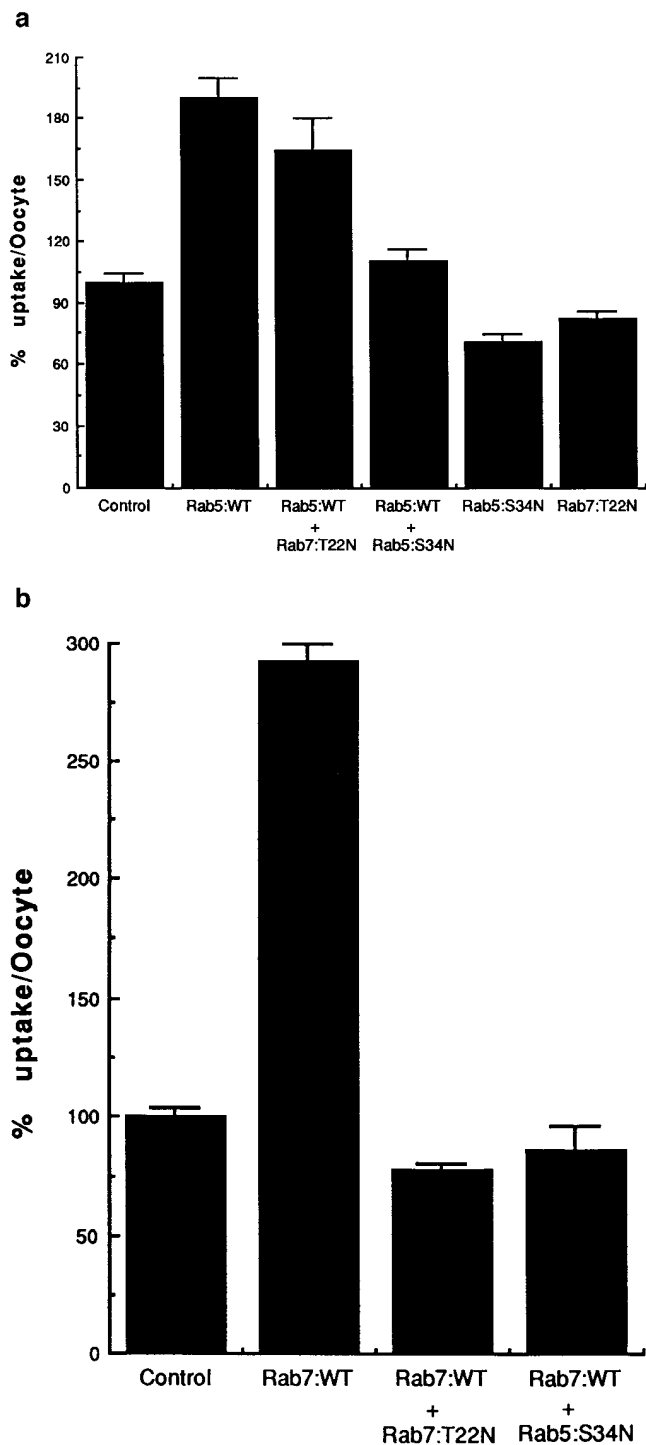 a
% uptake/Oocyte
210
180
150
120
90
60
30
0
Control Rab5:WT Rab5:WT Rab5:WT Rab5:S34N Rab7:T22N
+ +
Rab7:T22N Rab5:S34N
b
% uptake/Oocyte
300
250
200
150
100
50
0
Control Rab7:WT Rab7:WT Rab7:WT
+ +
Rab7:T22N Rab5:S34N